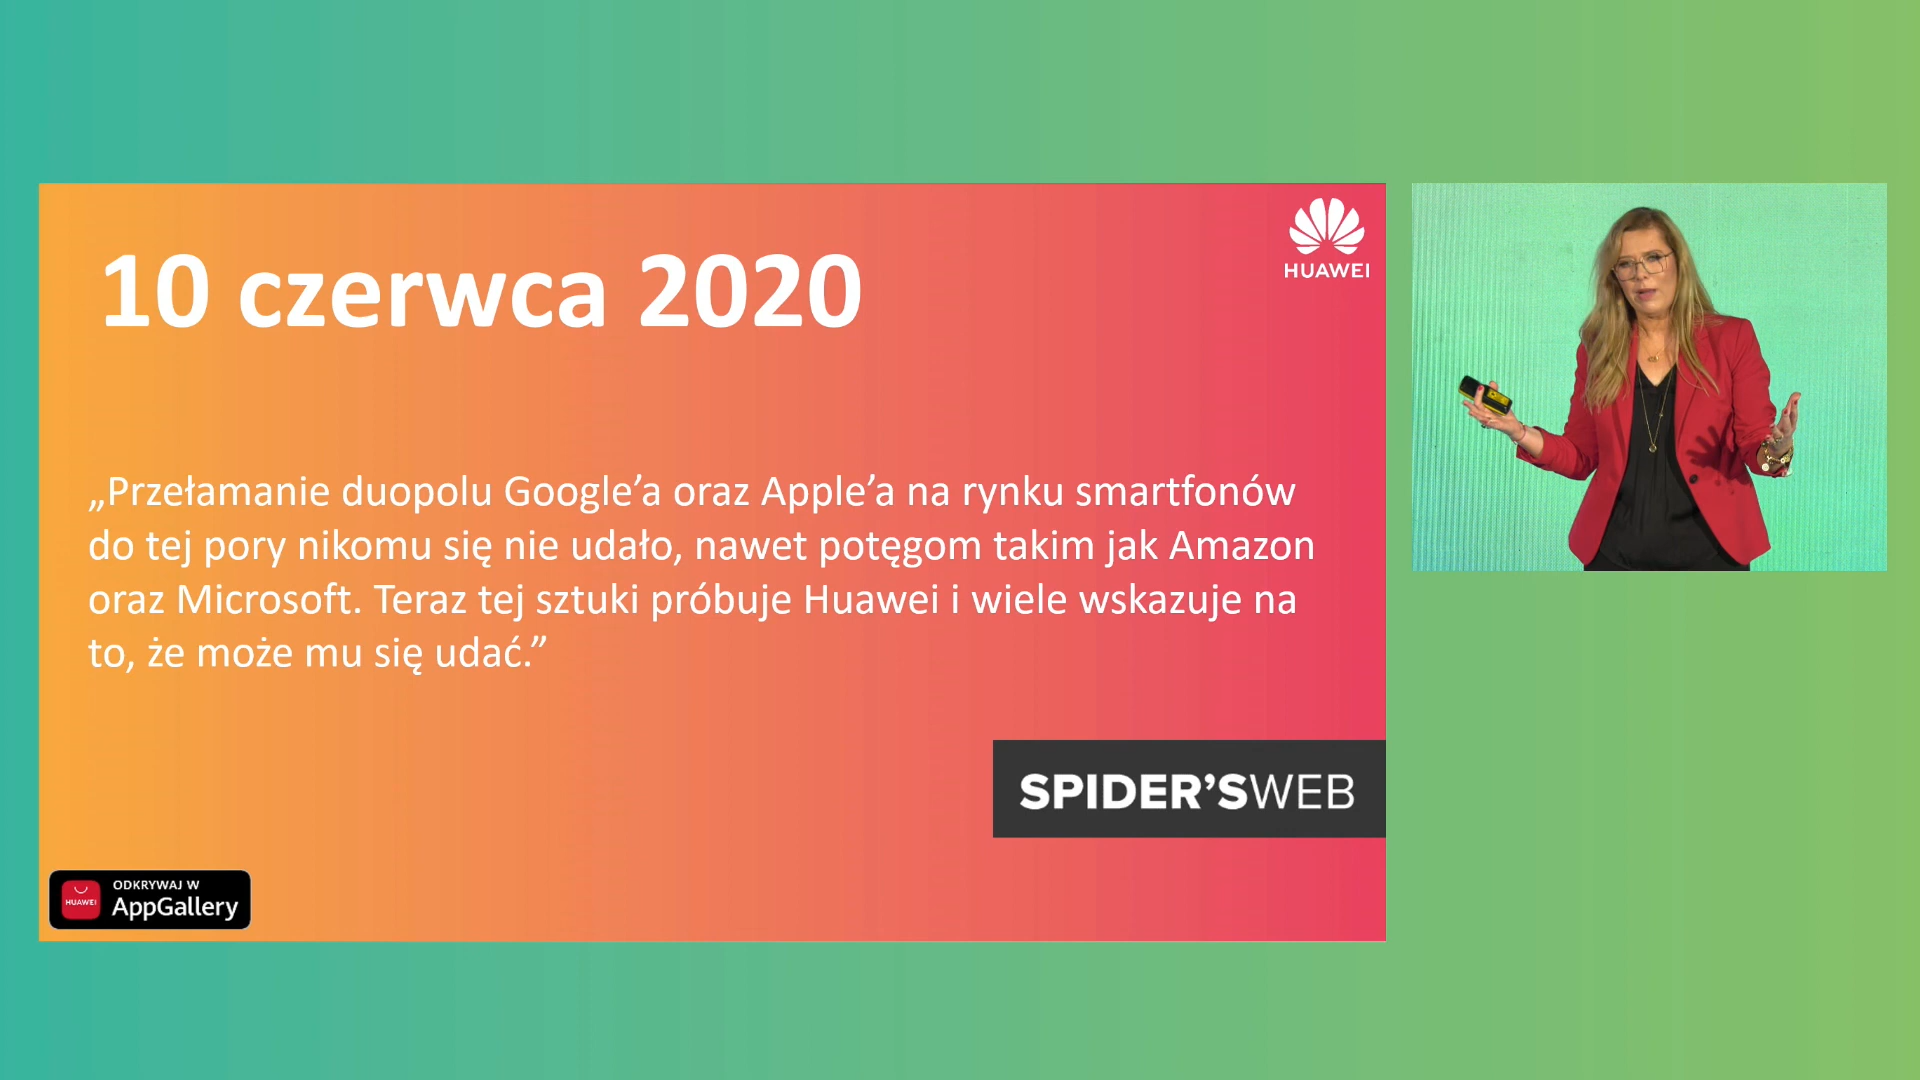 10 czerwca 2020
HUAWEI
„Przełamanie duopolu Google’a oraz Apple’a na rynku smartfonów
do tej pory nikomu się nie udało, nawet potęgom takim jak Amazon
oraz Microsoft. Teraz tej sztuki próbuje Huawei i wiele wskazuje na
to, że może mu się udać.”
SPIDER’SWEB
HUAWEI
ODKRYWAJ W
AppGallery